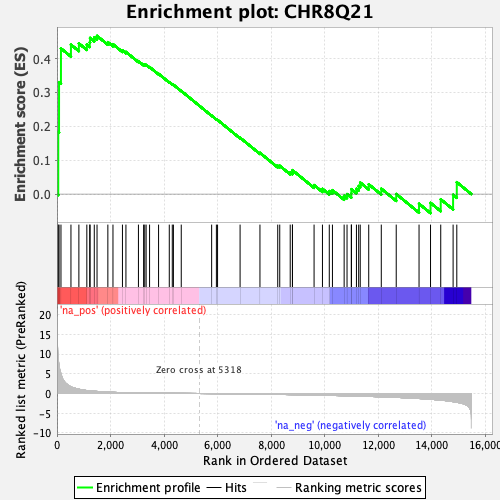 Enrichment plot: CHR8Q21
Enrichment score (ES)
0.4
0.3
0.2
0.1
0.0
'na_pos' (positively correlated)
Ranked list metric (PreRanked)
20
15
10
5
0
-5
-10
Zero cross at 5318
'na_neg' (negatively correlated)
0 2,000 4,000 6,000 8,000 10,000 12,000 14,000 16,000
Rank in Ordered Dataset
Enrichment profile Hits Ranking metric scores